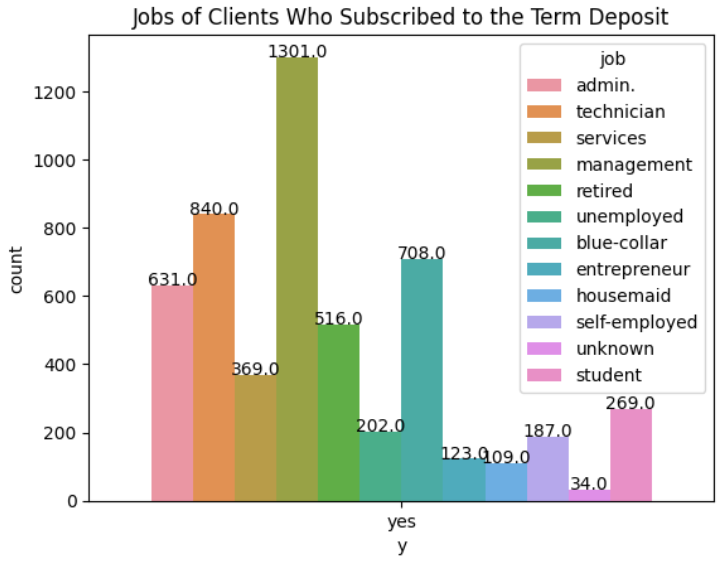 Jobs of Clients Who Subscribed to the Term Deposit
count
1200
1000
800
600
400
200
0
631.0
840.0
369.0
1301.0
516.0
202.0
708.0
123.0
109.0
187.0
34.0
269.0
job
admin.
technician
services
management
retired
unemployed
blue-collar
entrepreneur
housemaid
self-employed
unknown
student
yes
y